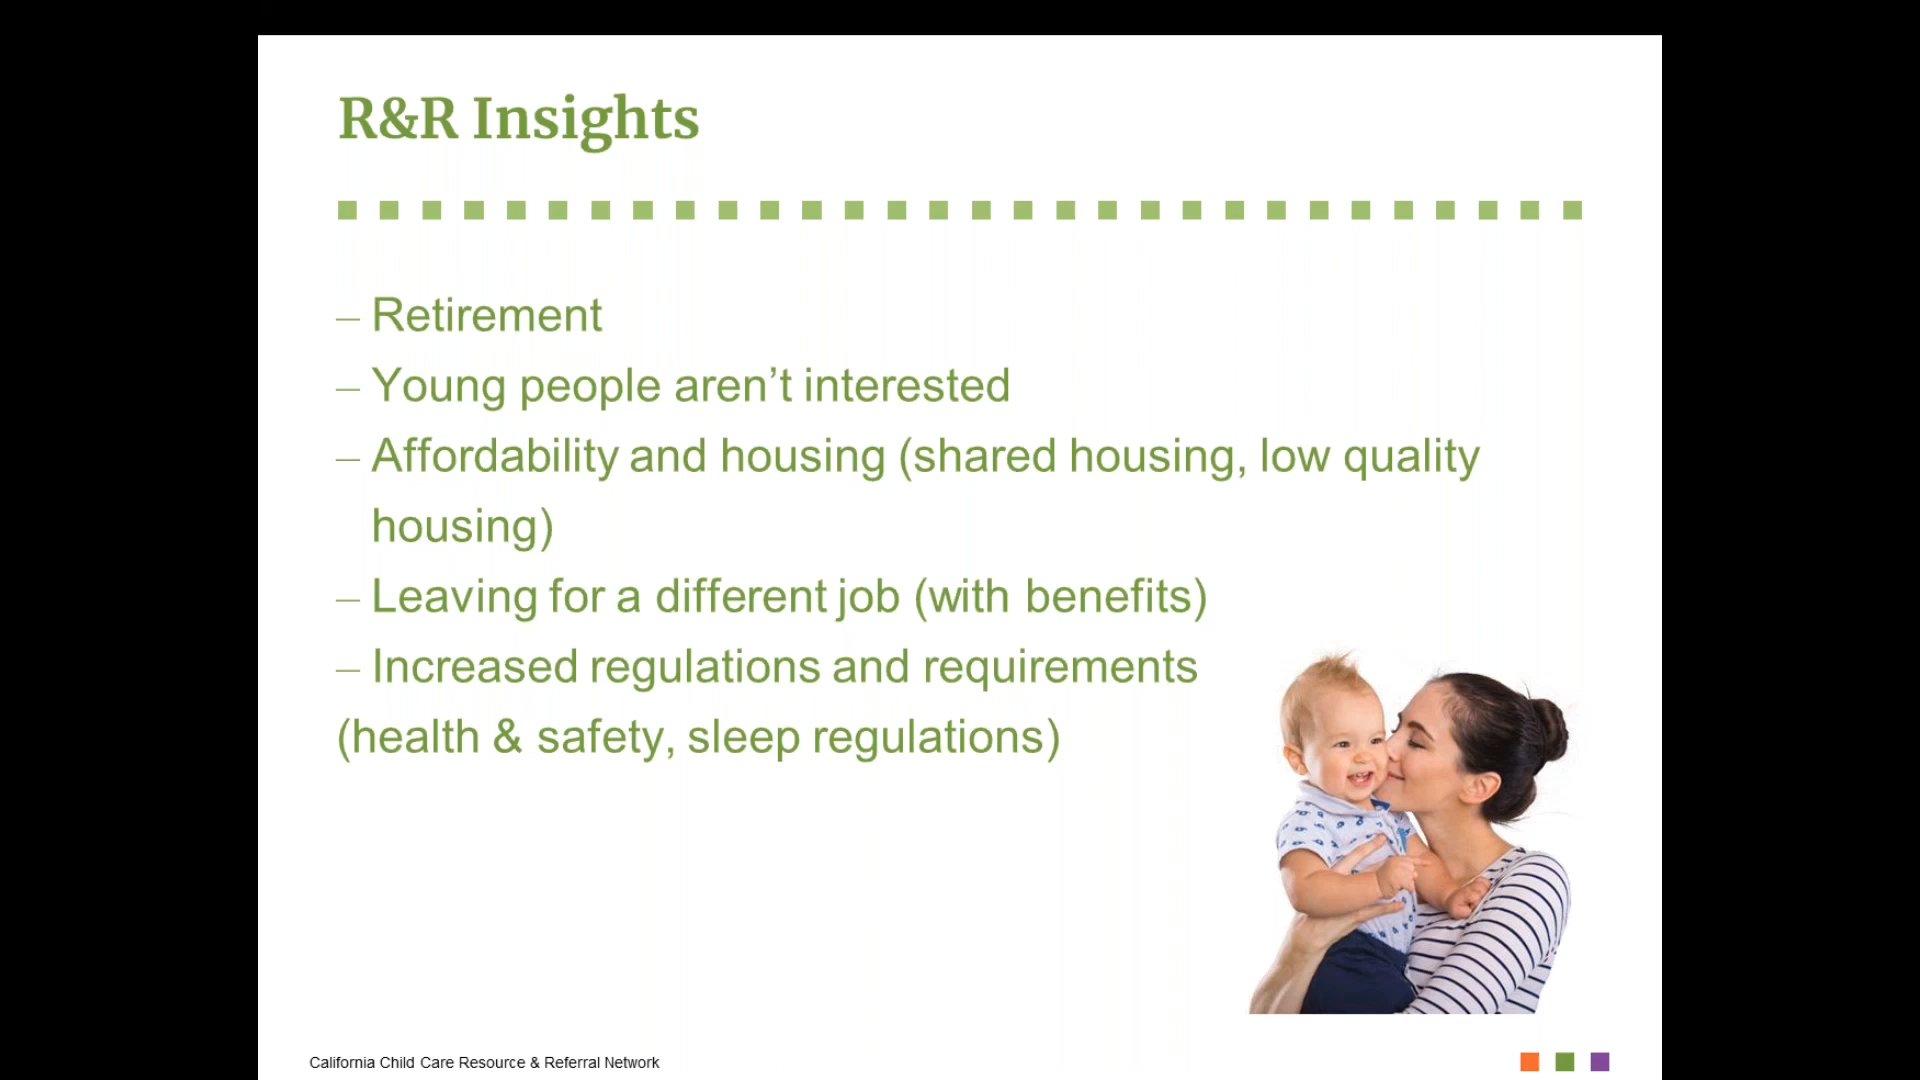 R&R Insights
– Retirement
– Young people aren’t interested
– Affordability and housing (shared housing, low quality
housing)
– Leaving for a different job (with benefits)
– Increased regulations and requirements
(health & safety, sleep regulations)
California Child Care Resource & Referral Network